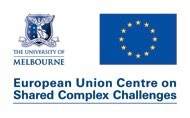 THE UNIVERSITY OF
MELBOURNE
European Union Centre on
Shared Complex Challenges